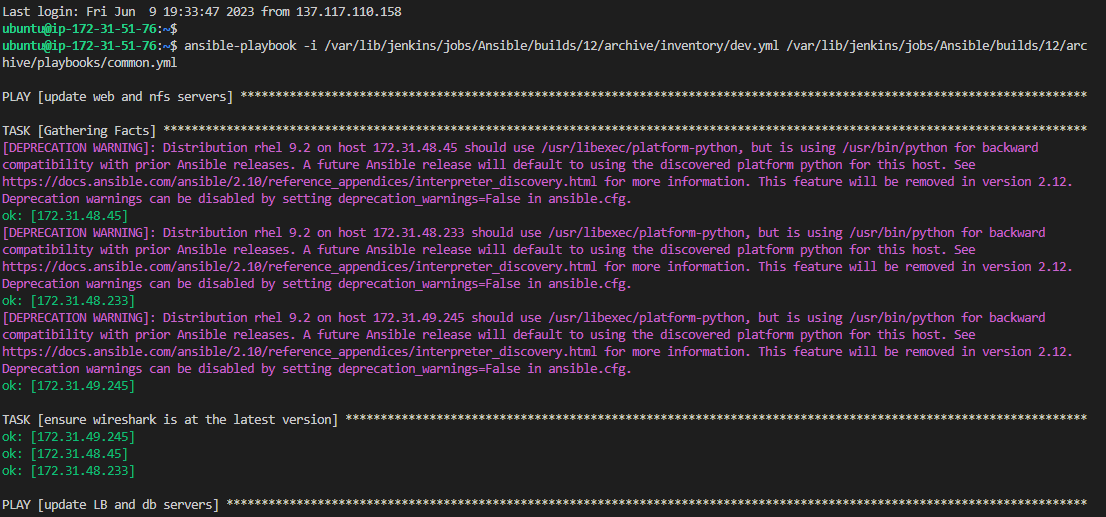 Last login: Fri Jun  9 19:33:47 2023 from 137.117.110.158
ubuntu@ip-172-31-51-76:~$
ubuntu@ip-172-31-51-76:~$ ansible-playbook -i /var/lib/jenkins/jobs/Ansible/builds/12/archive/inventory/dev.yml /var/lib/jenkins/jobs/Ansible/builds/12/arc
hive/playbooks/common.yml
PLAY [update web and nfs servers] *************************************************************************************************************************
TASK [Gathering Facts] ************************************************************************************************************************************
[DEPRECATION WARNING]: Distribution rhel 9.2 on host 172.31.48.45 should use /usr/libexec/platform-python, but is using /usr/bin/python for backward
compatibility with prior Ansible releases. A future Ansible release will default to using the discovered platform python for this host. See
https://docs.ansible.com/ansible/2.10/reference_appendices/interpreter_discovery.html for more information. This feature will be removed in version 2.12.
Deprecation warnings can be disabled by setting deprecation_warnings=False in ansible.cfg.
ok: [172.31.48.45]
[DEPRECATION WARNING]: Distribution rhel 9.2 on host 172.31.48.233 should use /usr/libexec/platform-python, but is using /usr/bin/python for backward
compatibility with prior Ansible releases. A future Ansible release will default to using the discovered platform python for this host. See
https://docs.ansible.com/ansible/2.10/reference_appendices/interpreter_discovery.html for more information. This feature will be removed in version 2.12.
Deprecation warnings can be disabled by setting deprecation_warnings=False in ansible.cfg.
ok: [172.31.48.233]
[DEPRECATION WARNING]: Distribution rhel 9.2 on host 172.31.49.245 should use /usr/libexec/platform-python, but is using /usr/bin/python for backward
compatibility with prior Ansible releases. A future Ansible release will default to using the discovered platform python for this host. See
https://docs.ansible.com/ansible/2.10/reference_appendices/interpreter_discovery.html for more information. This feature will be removed in version 2.12.
Deprecation warnings can be disabled by setting deprecation_warnings=False in ansible.cfg.
ok: [172.31.49.245]
TASK [ensure wireshark is at the latest version] **********************************************************************************************************
ok: [172.31.49.245]
ok: [172.31.48.45]
ok: [172.31.48.233]
PLAY [update LB and db servers] ***************************************************************************************************************************